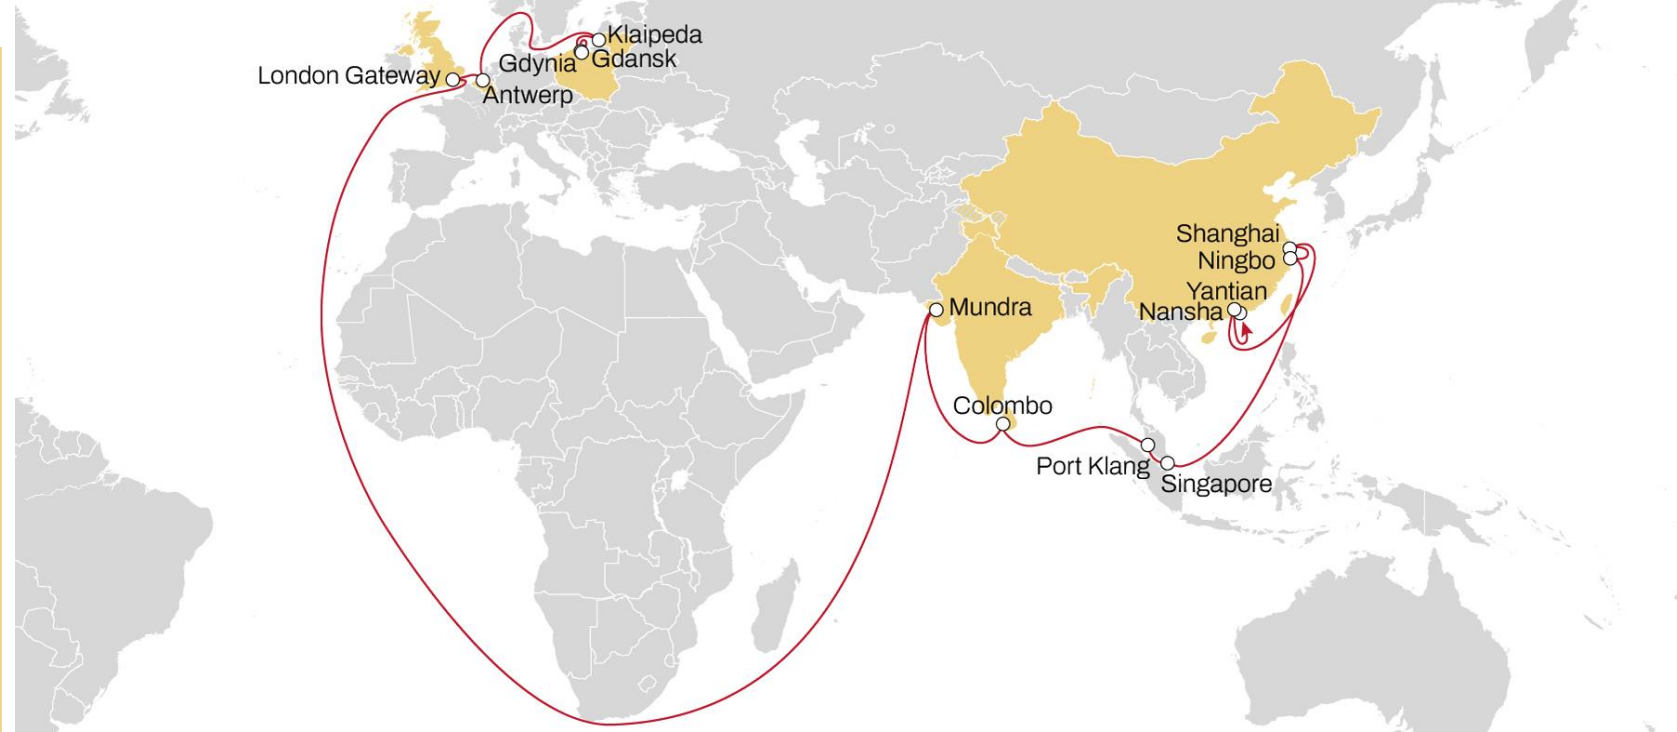 Klaipeda
Gdynia
Gdansk
London Gateway
Antwerp
Shanghai
Ningbo
Yantian
Nansha
Mundra
Colombo
Port Klang
Singapore